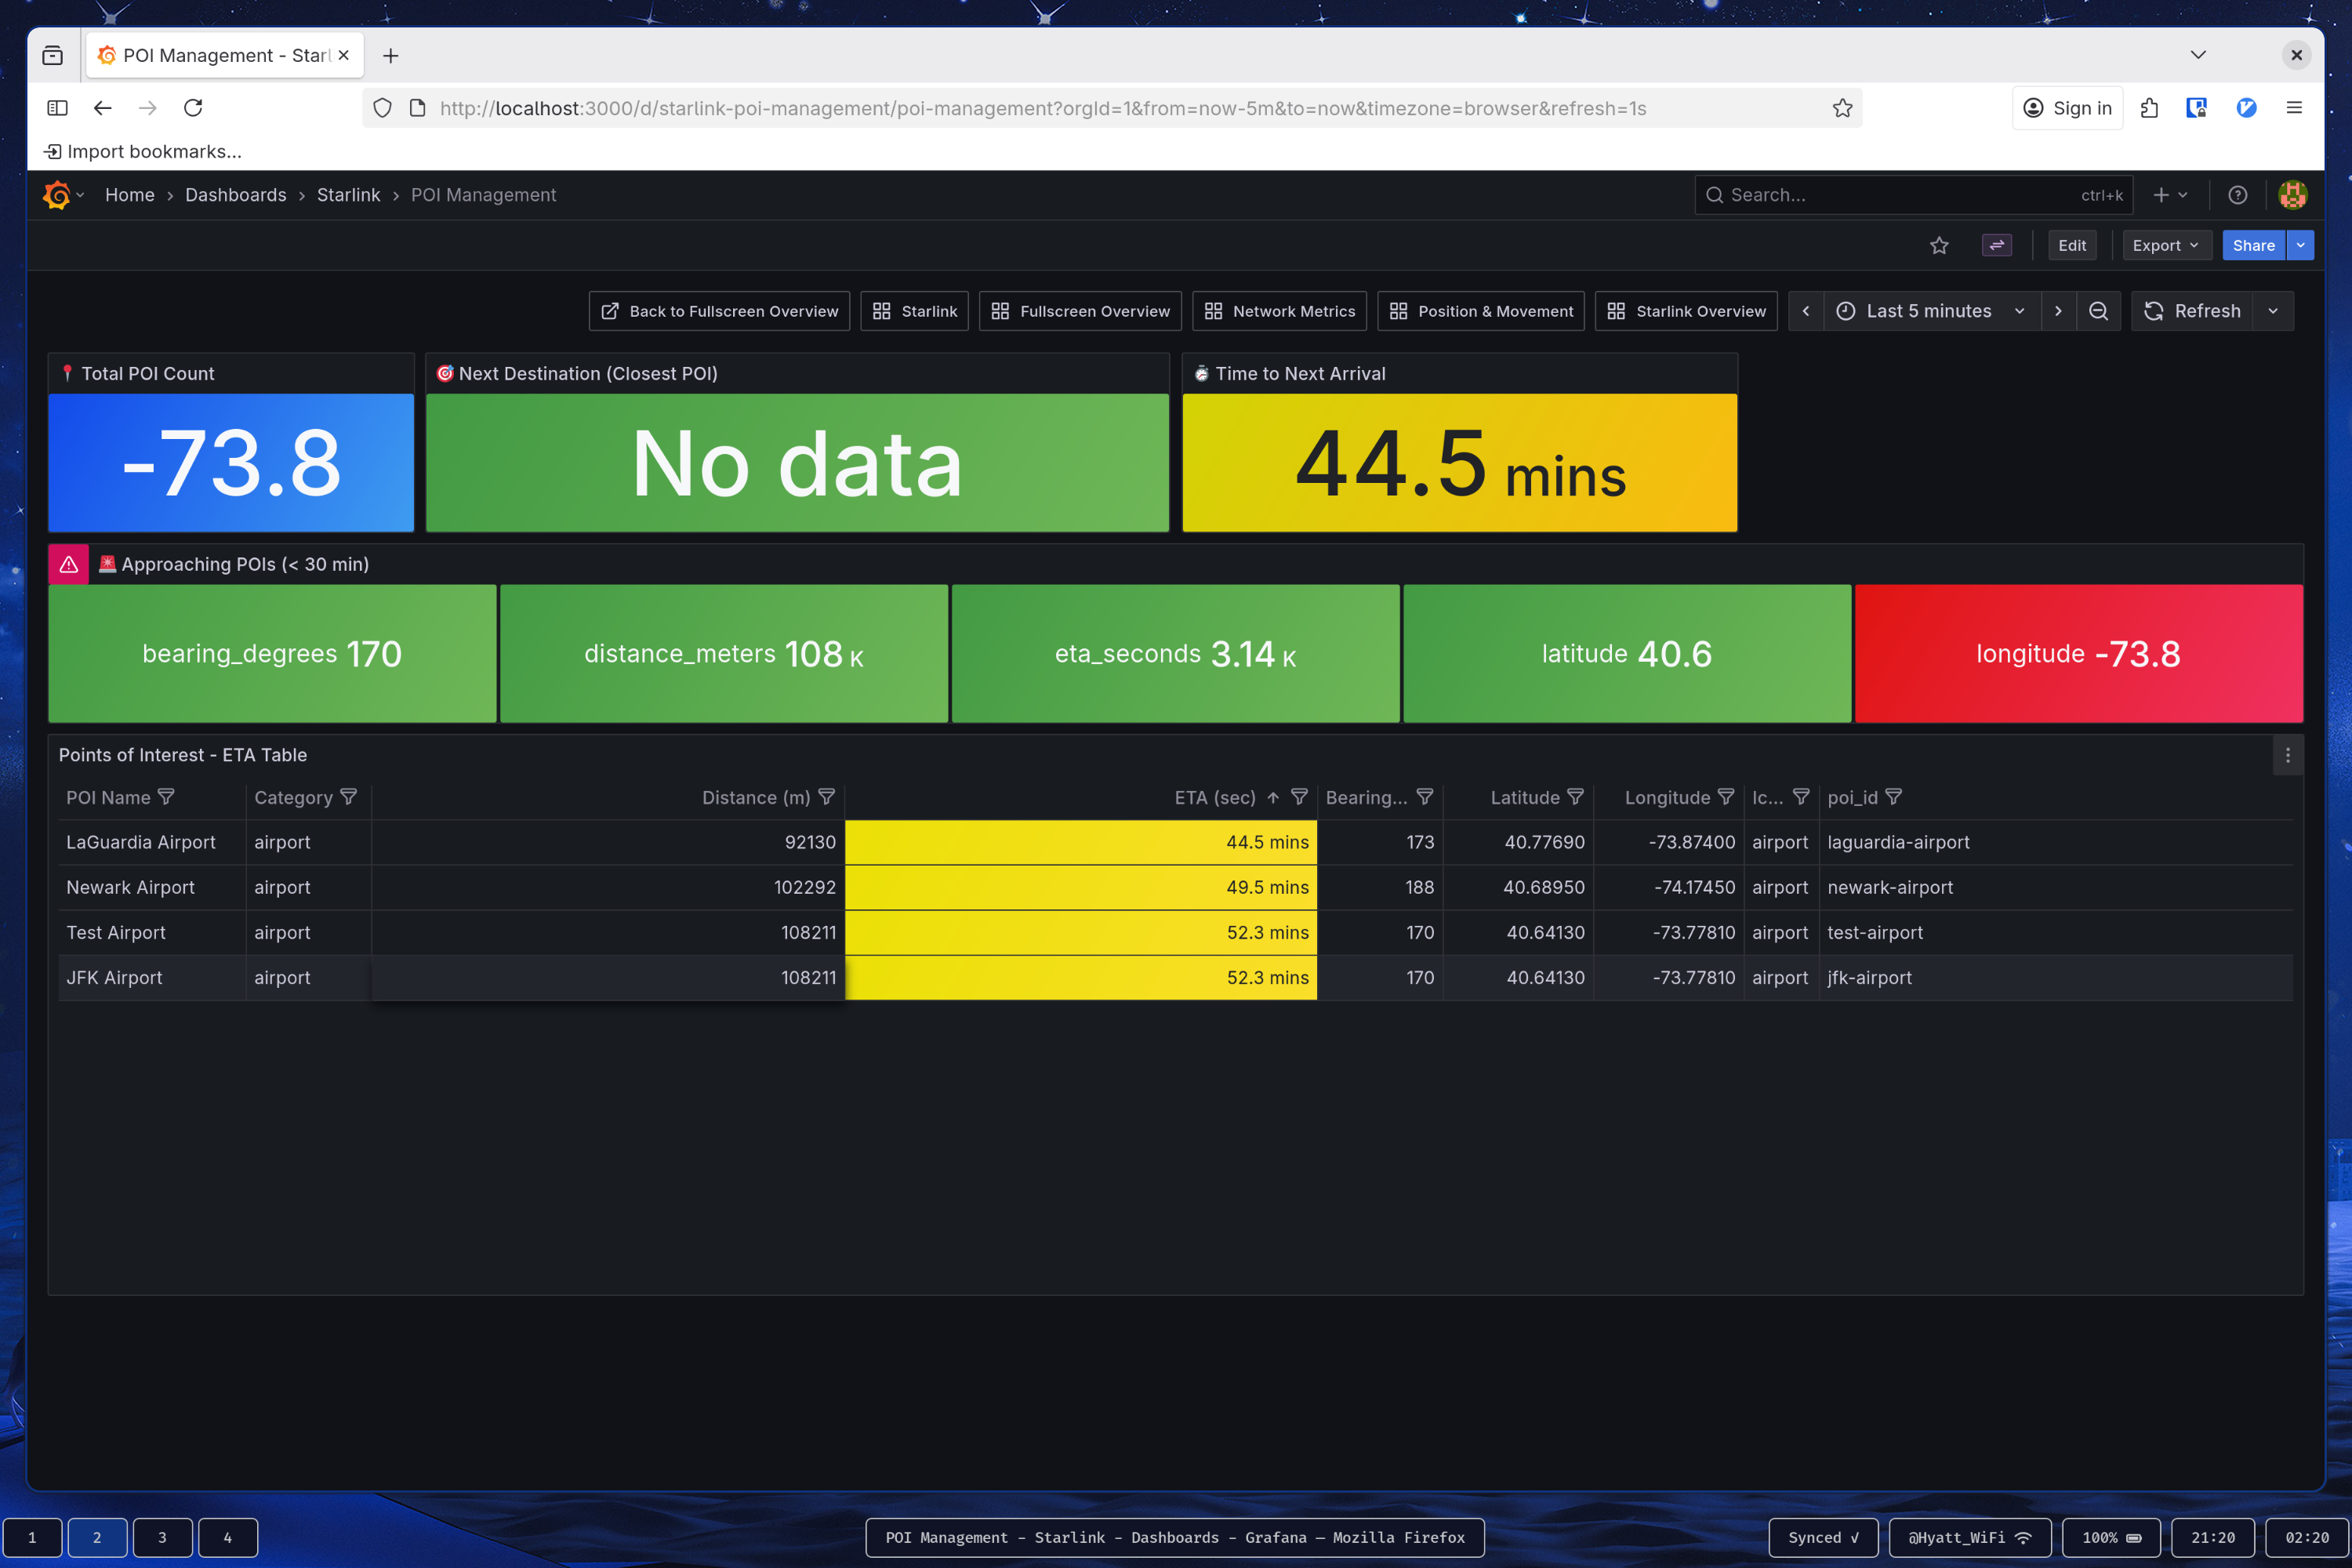 POI Management - Starl
http://localhost:3000/d/starlink-poi-management/poi-management?orgId=1&from=now-5m&to=now&timezone=browser&refresh=1s
Sign in
Import bookmarks...
Home › Dashboards › Starlink › POI Management
Search...
ctrl+k
Edit
Export
Share
Back to Fullscreen Overview
Starlink
Fullscreen Overview
Network Metrics
Position & Movement
Starlink Overview
Last 5 minutes
Refresh
Total POI Count
Next Destination (Closest POI)
Time to Next Arrival
-73.8
No data
44.5 mins
Approaching POIs (< 30 min)
bearing_degrees 170
distance_meters 108 K
eta_seconds 3.14 K
latitude 40.6
longitude -73.8
Points of Interest - ETA Table
POI Name Category Distance (m) ETA (sec) Bearing... Latitude Longitude Ic... poi_id
LaGuardia Airport airport 92130 44.5 mins 173 40.77690 -73.87400 airport laguardia-airport
Newark Airport airport 102292 49.5 mins 188 40.68950 -74.17450 airport newark-airport
Test Airport airport 108211 52.3 mins 170 40.64130 -73.77810 airport test-airport
JFK Airport airport 108211 52.3 mins 170 40.64130 -73.77810 airport jfk-airport
1 2 3 4
POI Management - Starlink - Dashboards - Grafana — Mozilla Firefox
Synced √
@Hyatt_WiFi
100%
21:20
02:20